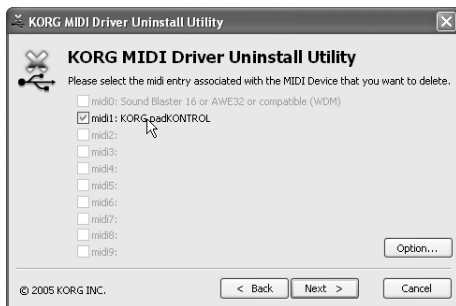 KORG MIDI Driver Uninstall Utility
KORG MIDI Driver Uninstall Utility
Please select the midi entry associated with the MIDI Device that you want to delete.
midi0: Sound Blaster 16 or AWE32 or compatible (WDM)
midi1: KORG padKONTROL
midi2:
midi3:
midi4:
midi5:
midi6:
midi7:
midi8:
midi9:
Option...
© 2005 KORG INC.
< Back Next > Cancel